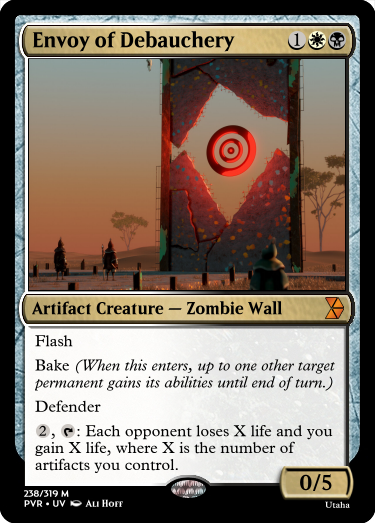 Envoy of Debauchery 1
Artifact Creature — Zombie Wall
Flash
Bake (When this enters, up to one other target
permanent gains its abilities until end of turn.)
Defender
2, : Each opponent loses X life and you
gain X life, where X is the number of
artifacts you control.
0/5
238/319 M
PVR • UV Ali Hoff
Utaha